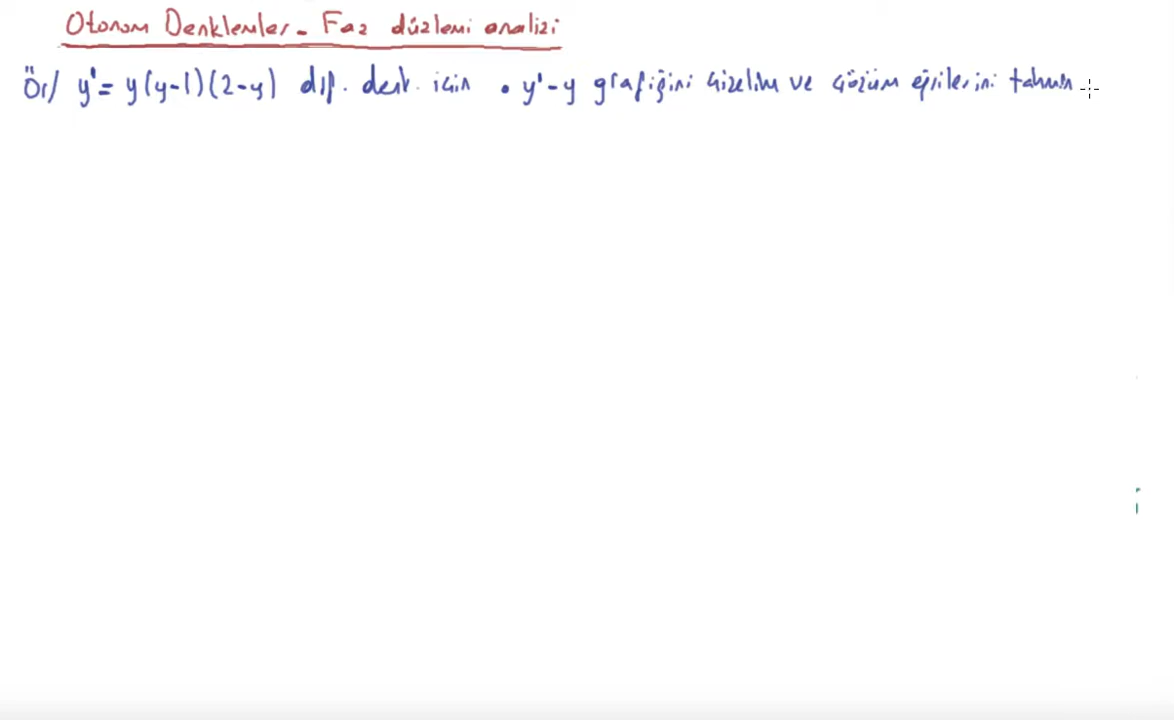 Otonom Denklemler - Faz düzlemi analizi
Ör/ y'= y(y-1)(2-y) dif. denk. için • y'-y grafiğini çizelim ve çözüm eğrilerini tahmin